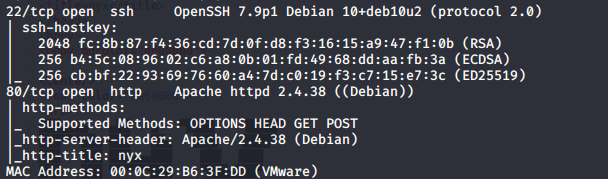 22/tcp open  ssh     OpenSSH 7.9p1 Debian 10+deb10u2 (protocol 2.0)
| ssh-hostkey:
|   2048 fc:8b:87:f4:36:cd:7d:0f:d8:f3:16:15:a9:47:f1:0b (RSA)
|   256 b4:5c:08:96:02:c6:a8:0b:01:fd:49:68:dd:aa:fb:3a (ECDSA)
|_  256 cb:bf:22:93:69:76:60:a4:7d:c0:19:f3:c7:15:e7:3c (ED25519)
80/tcp open  http    Apache httpd 2.4.38 ((Debian))
| http-methods:
|_  Supported Methods: OPTIONS HEAD GET POST
|_http-server-header: Apache/2.4.38 (Debian)
|_http-title: nyx
MAC Address: 00:0C:29:B6:3F:DD (VMware)